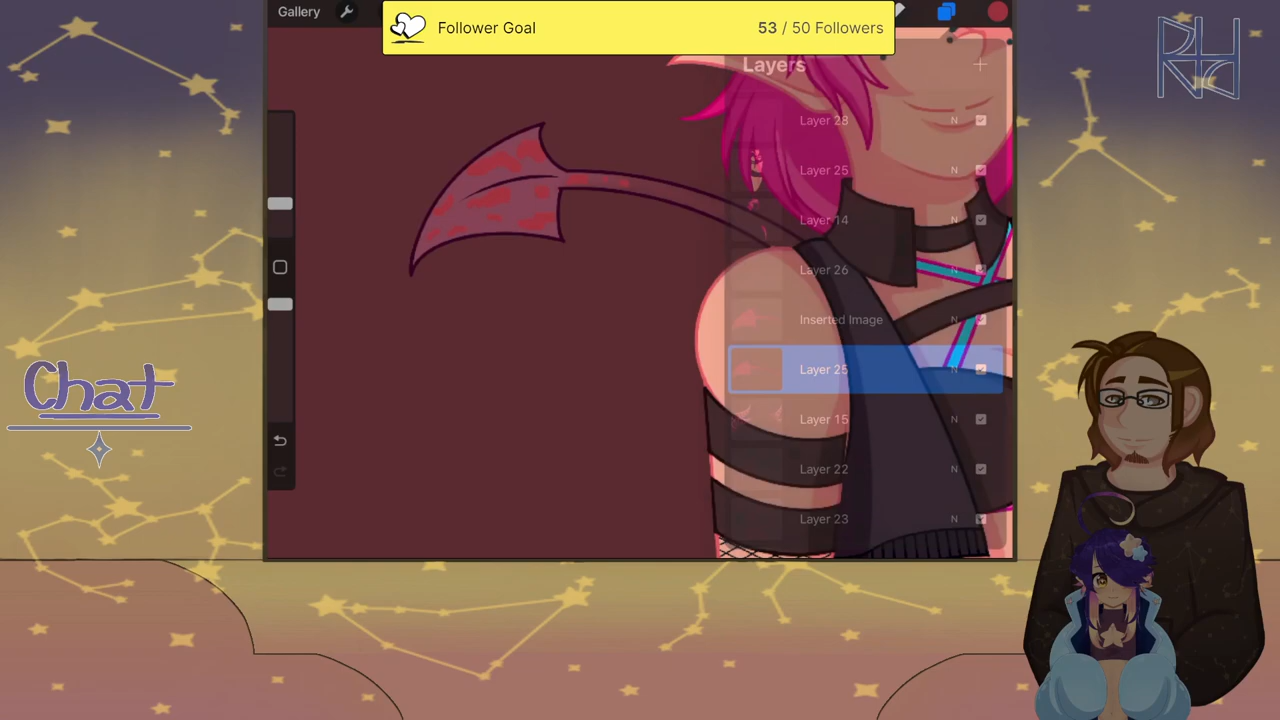 Gallery
Follower Goal
53 / 50 Followers
Layers
Layer 28
N
Layer 25
N
Layer 14
N
Layer 26
N
Inserted Image
N
Layer 25
N
Layer 15
N
Layer 22
N
Layer 23
N
Chat